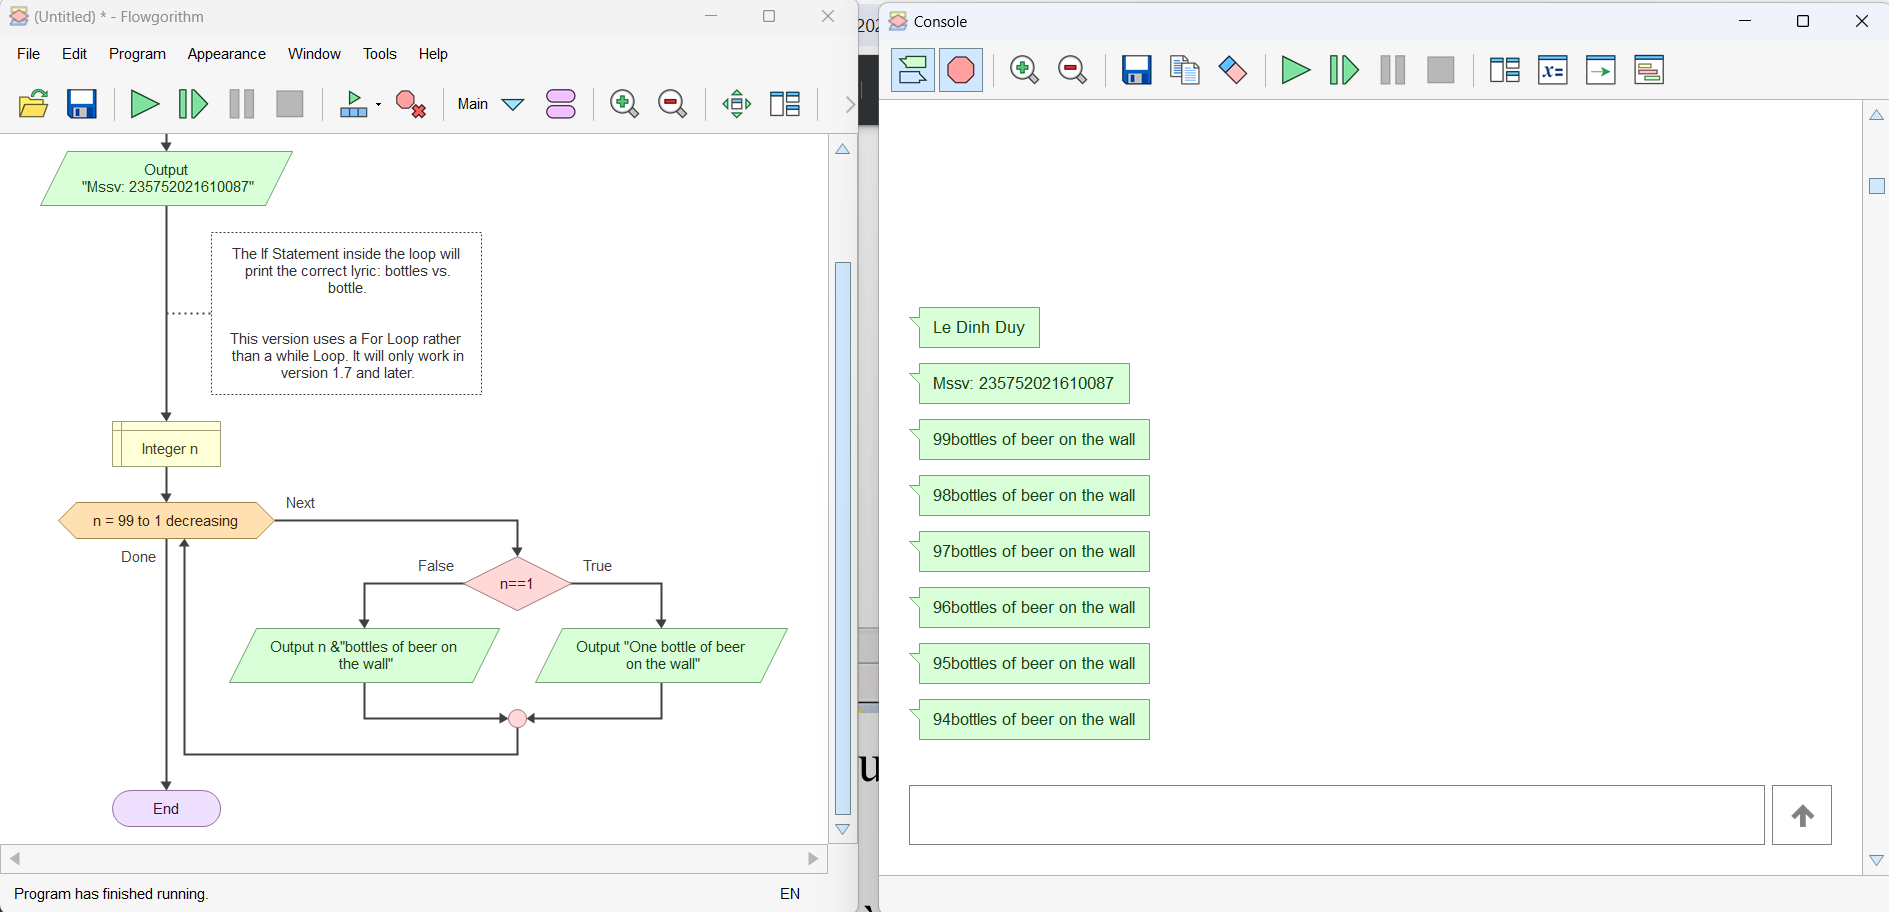 (Untitled) * - Flowgorithm
File Edit Program Appearance Window Tools Help
Main
Output
"Mssv: 235752021610087"
The If Statement inside the loop will
print the correct lyric: bottles vs.
bottle.
This version uses a For Loop rather
than a while Loop. It will only work in
version 1.7 and later.
Integer n
n = 99 to 1 decreasing
Next
Done
False
n==1
True
Output n &"bottles of beer on
the wall"
Output "One bottle of beer
on the wall"
End
Program has finished running.
EN
202
u
Console
x=
Le Dinh Duy
Mssv: 235752021610087
99bottles of beer on the wall
98bottles of beer on the wall
97bottles of beer on the wall
96bottles of beer on the wall
95bottles of beer on the wall
94bottles of beer on the wall